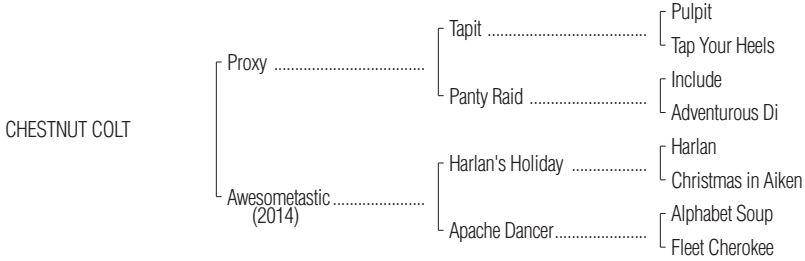 Pulpit
Tapit ....................................
Tap Your Heels
Proxy ..................................
Include
Panty Raid ...........................
Adventurous Di
CHESTNUT COLT
Harlan
Harlan's Holiday .................
Christmas in Aiken
Awesometastic .....................
(2014)
Alphabet Soup
Apache Dancer.....................
Fleet Cherokee